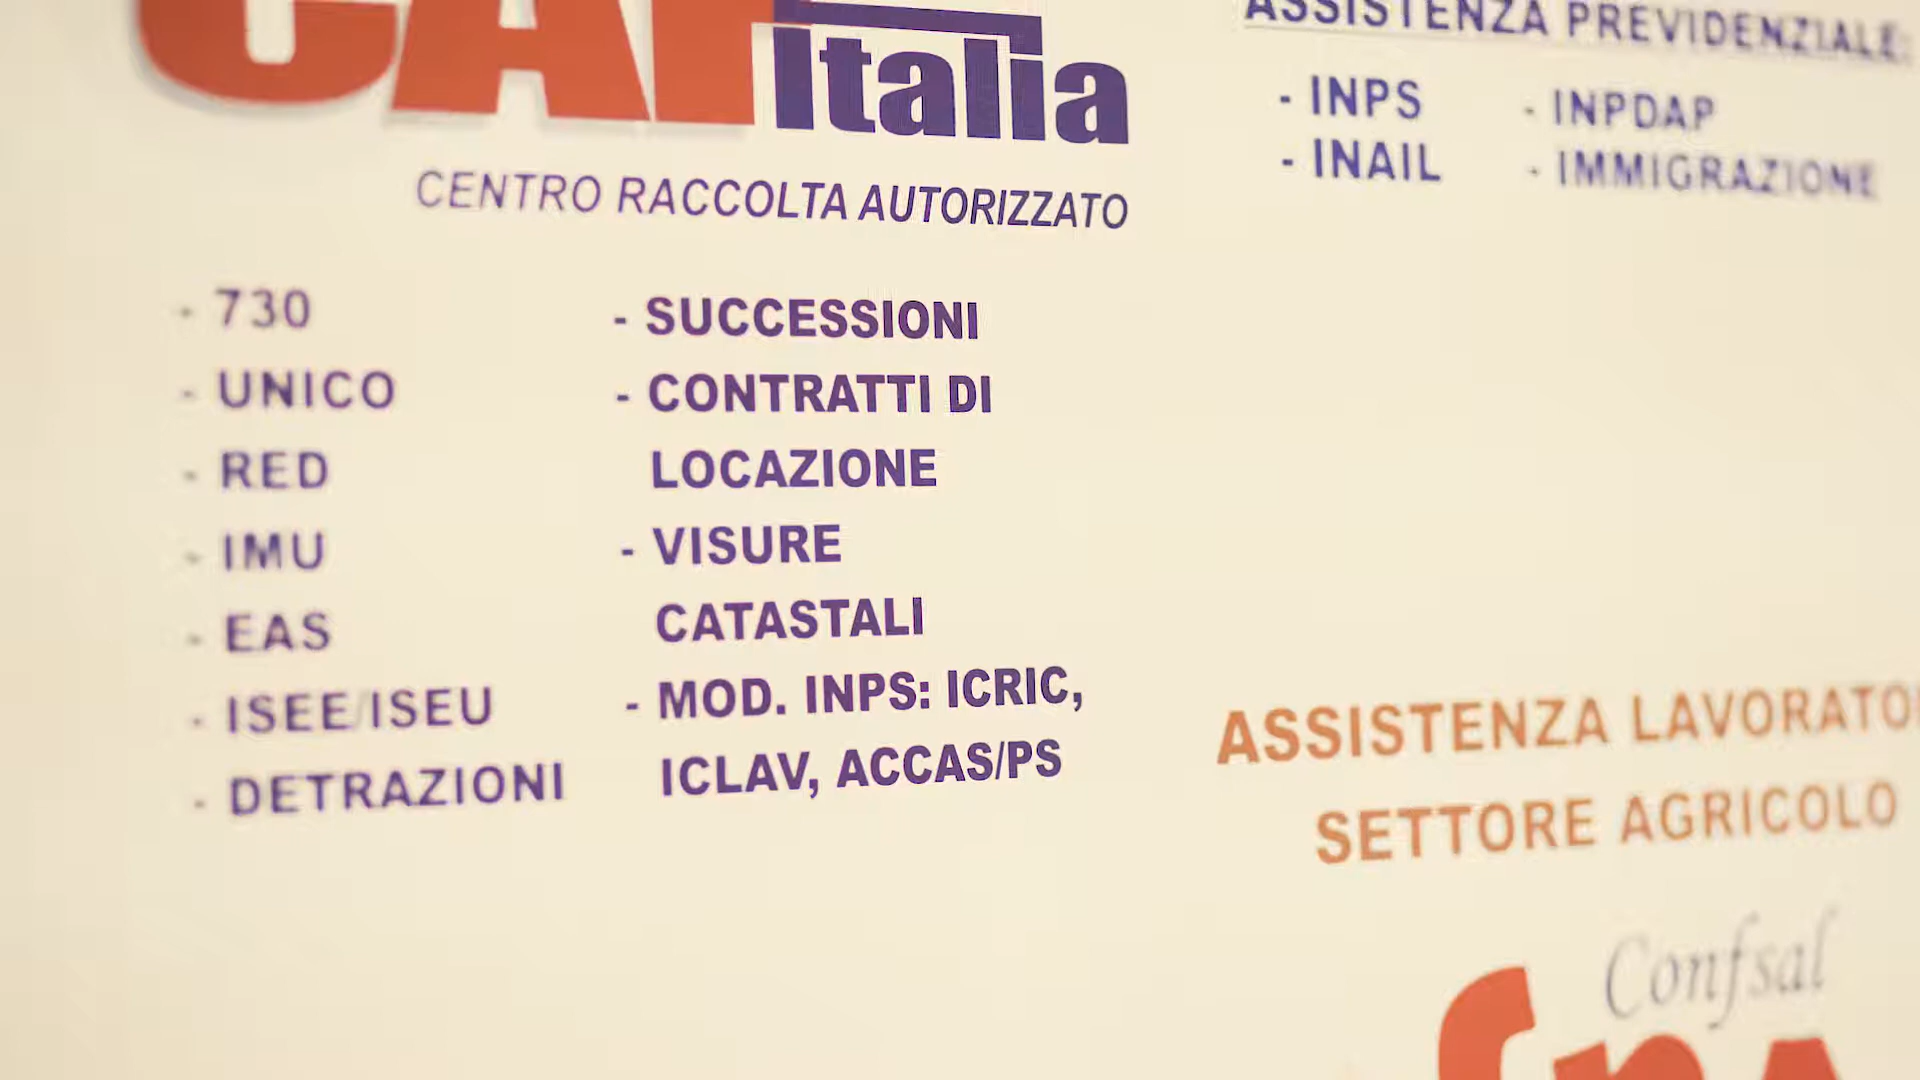 CAF
Italia
CENTRO RACCOLTA AUTORIZZATO
- 730
- UNICO
- RED
- IMU
- EAS
- ISEE/ISEU
- DETRAZIONI
- SUCCESSIONI
- CONTRATTI DI
LOCAZIONE
- VISURE
CATASTALI
- MOD. INPS: ICRIC,
ICLAV, ACCAS/PS
ASSISTENZA PREVIDENZIALE:
- INPS - INPDAP
- INAIL - IMMIGRAZIONE
ASSISTENZA
SETTORE AGRICOLO
Confsal